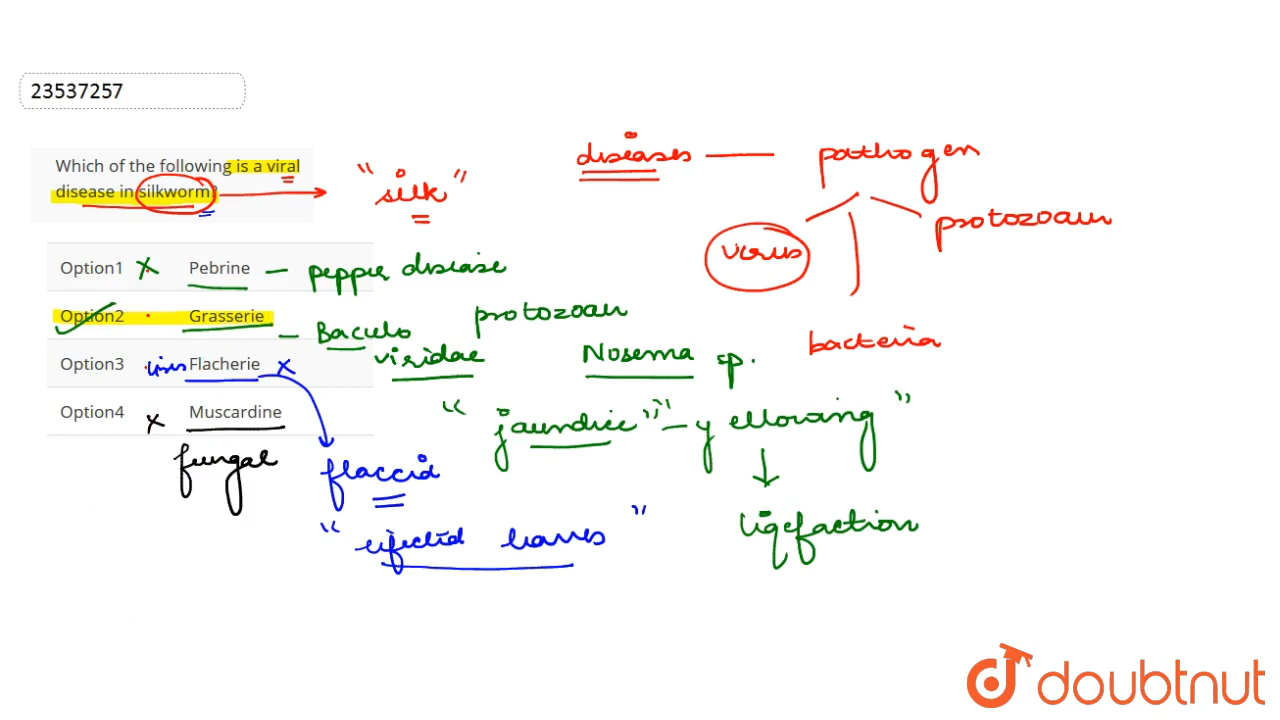 23537257
Which of the following is a viral
disease in silkworm?
"silk"
diseases — pathogen
virus
protozoan
bacteria
Option1 Pebrine — pepper disease
protozoan
Nosema sp.
Option2 Grasserie — Baculo
viridae
"jaundice" — yellowing"
liqefaction
Option3 virus Flacherie x
flaccid
"ifectid leaves"
Option4 x Muscardine
fungal
doubtnut